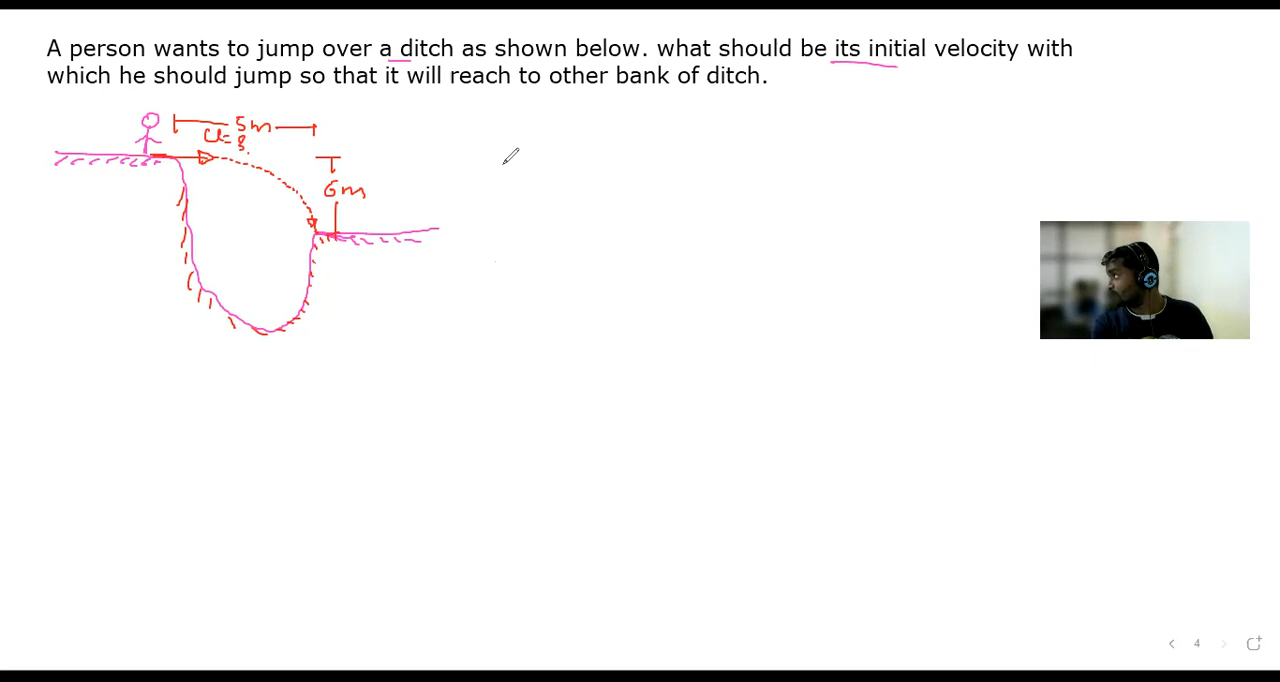 A person wants to jump over a ditch as shown below. what should be its initial velocity with
which he should jump so that it will reach to other bank of ditch.
5m
u=?
6m
4